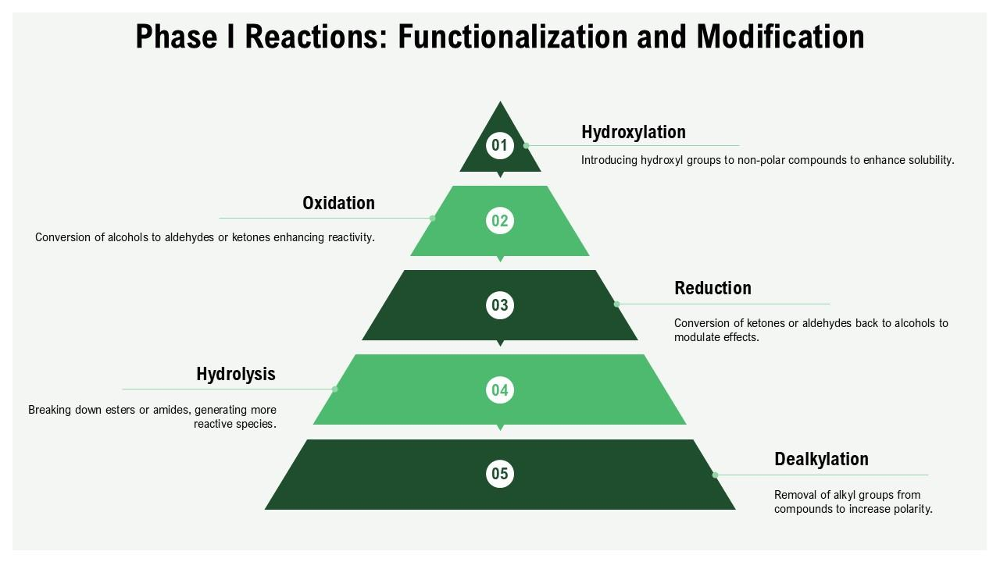 Phase I Reactions: Functionalization and Modification
01
Hydroxylation
Introducing hydroxyl groups to non-polar compounds to enhance solubility.
Oxidation
Conversion of alcohols to aldehydes or ketones enhancing reactivity.
02
03
Reduction
Conversion of ketones or aldehydes back to alcohols to
modulate effects.
Hydrolysis
Breaking down esters or amides, generating more
reactive species.
04
05
Dealkylation
Removal of alkyl groups from
compounds to increase polarity.